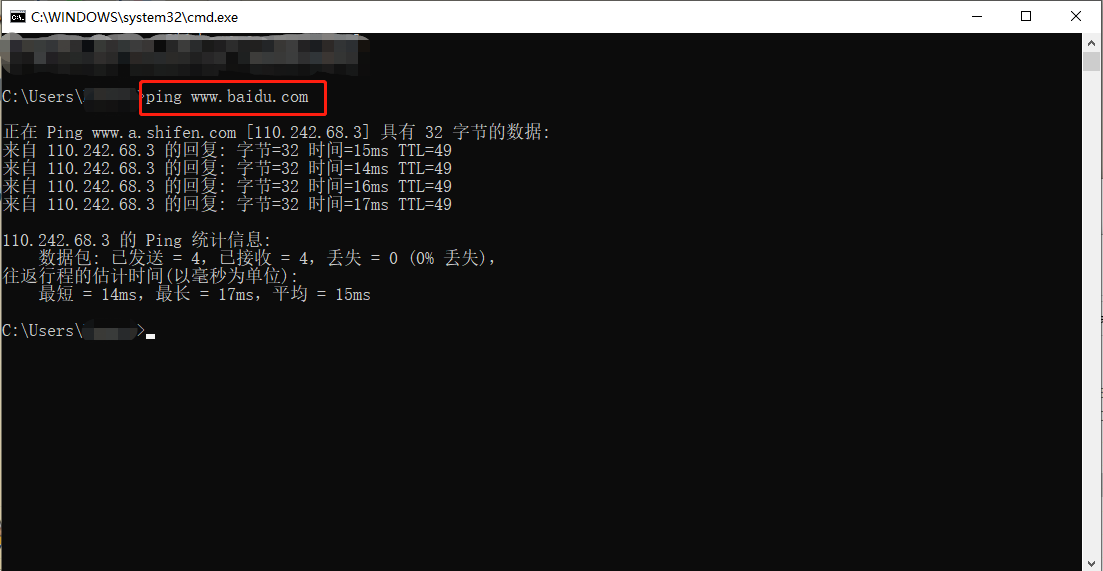 C:\WINDOWS\system32\cmd.exe
C:\Users\ >ping www.baidu.com
正在 Ping www.a.shifen.com [110.242.68.3] 具有 32 字节的数据:
来自 110.242.68.3 的回复: 字节=32 时间=15ms TTL=49
来自 110.242.68.3 的回复: 字节=32 时间=14ms TTL=49
来自 110.242.68.3 的回复: 字节=32 时间=16ms TTL=49
来自 110.242.68.3 的回复: 字节=32 时间=17ms TTL=49
110.242.68.3 的 Ping 统计信息:
数据包: 已发送 = 4，已接收 = 4，丢失 = 0 (0% 丢失)，
往返行程的估计时间(以毫秒为单位):
最短 = 14ms，最长 = 17ms，平均 = 15ms
C:\Users\ >